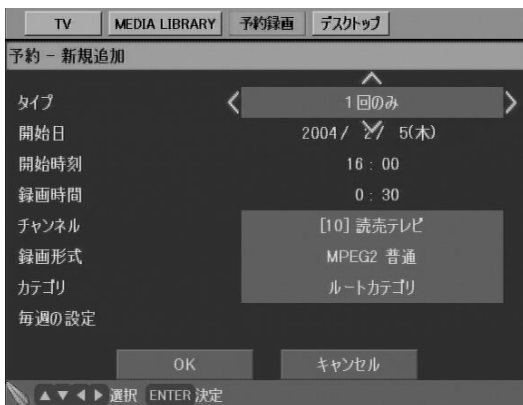 TV MEDIA LIBRARY 予約録画 デスクトップ
予約 - 新規追加
タイプ 1回のみ
開始日 2004/ 2/ 5(木)
開始時刻 16 : 00
録画時間 0 : 30
チャンネル [10] 読売テレビ
録画形式 MPEG2 普通
カテゴリ ルートカテゴリ
毎週の設定
OK キャンセル
▲▼◀▶選択 ENTER 決定